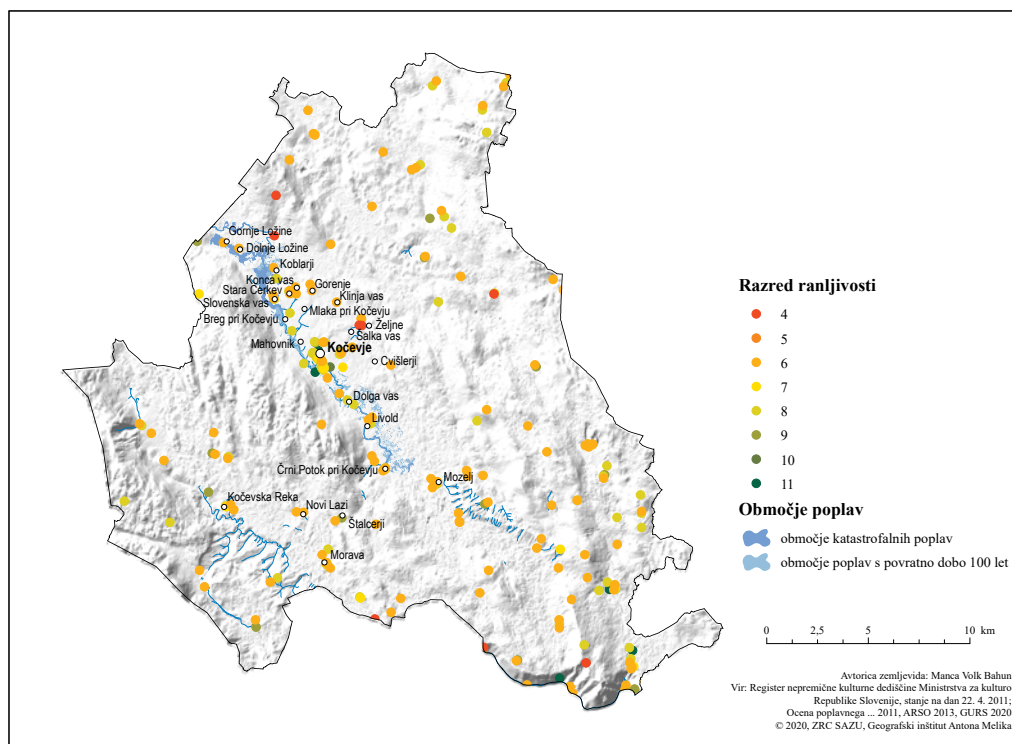 Gornje Ložine
Dolnje Ložine
Koblarji
Konca vas
Gorenje
Stara Cerkev
Slovenska vas
Klinja vas
Mlaka pri Kočevju
Breg pri Kočevju
Željne
Šalka vas
Mahovnik
Kočevje
Cvišlerji
Dolga vas
Livold
Črni Potok pri Kočevju
Mozelj
Kočevska Reka
Novi Lazi
Štalcerji
Morava
Razred ranljivosti
4
5
6
7
8
9
10
11
Območje poplav
območje katastrofalnih poplav
območje poplav s povratno dobo 100 let
0 2,5 5 10 km
Avtorica zemljevida: Manca Volk Bahun
Vir: Register nepremične kulturne dediščine Ministrstva za kulturo
Republike Slovenije, stanje na dan 22. 4. 2011;
Ocena poplavnega ... 2011, ARSO 2013, GURS 2020
© 2020, ZRC SAZU, Geografski inštitut Antona Melika